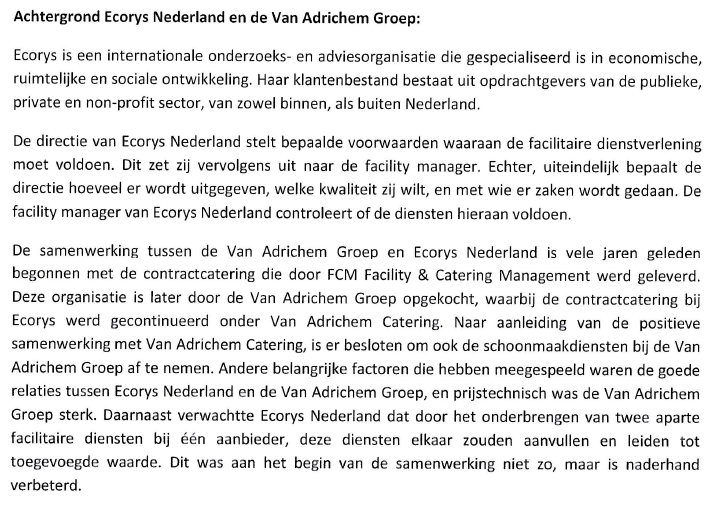 Achtergrond Ecorys Nederland en de Van Adrichem Groep:
Ecorys is een internationale onderzoeks- en adviesorganisatie die gespecialiseerd is in economische,
ruimtelijke en sociale ontwikkeling. Haar klantenbestand bestaat uit opdrachtgevers van de publieke,
private en non-profit sector, van zowel binnen, als buiten Nederland.
De directie van Ecorys Nederland stelt bepaalde voorwaarden waaraan de facilitaire dienstverlening
moet voldoen. Dit zet zij vervolgens uit naar de facility manager. Echter, uiteindelijk bepaalt de
directie hoeveel er wordt uitgegeven, welke kwaliteit zij wilt, en met wie er zaken wordt gedaan. De
facility manager van Ecorys Nederland controleert of de diensten hieraan voldoen.
De samenwerking tussen de Van Adrichem Groep en Ecorys Nederland is vele jaren geleden
begonnen met de contractcatering die door FCM Facility & Catering Management werd geleverd.
Deze organisatie is later door de Van Adrichem Groep opgekocht, waarbij de contractcatering bij
Ecorys werd gecontinueerd onder Van Adrichem Catering. Naar aanleiding van de positieve
samenwerking met Van Adrichem Catering, is er besloten om ook de schoonmaakdiensten bij de Van
Adrichem Groep af te nemen. Andere belangrijke factoren die hebben meegespeeld waren de goede
relaties tussen Ecorys Nederland en de Van Adrichem Groep, en prijstechnisch was de Van Adrichem
Groep sterk. Daarnaast verwachtte Ecorys Nederland dat door het onderbrengen van twee aparte
facilitaire diensten bij één aanbieder, deze diensten elkaar zouden aanvullen en leiden tot
toegevoegde waarde. Dit was aan het begin van de samenwerking niet zo, maar is naderhand
verbeterd.